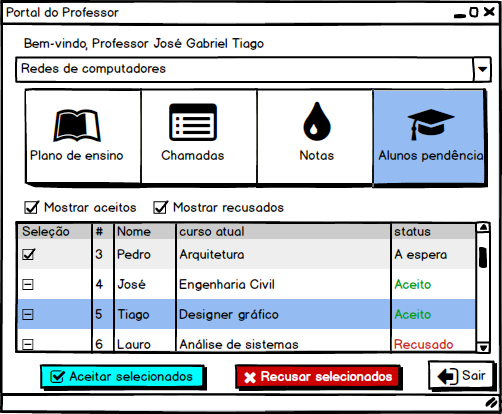 Portal do Professor
Bem-vindo, Professor José Gabriel Tiago
Redes de computadores
Plano de ensino Chamadas Notas Alunos pendência
Mostrar aceitos Mostrar recusados
Seleção # Nome curso atual status
3 Pedro Arquitetura A espera
4 José Engenharia Civil Aceito
5 Tiago Designer gráfico Aceito
6 Lauro Análise de sistemas Recusado
Aceitar selecionados Recusar selecionados Sair